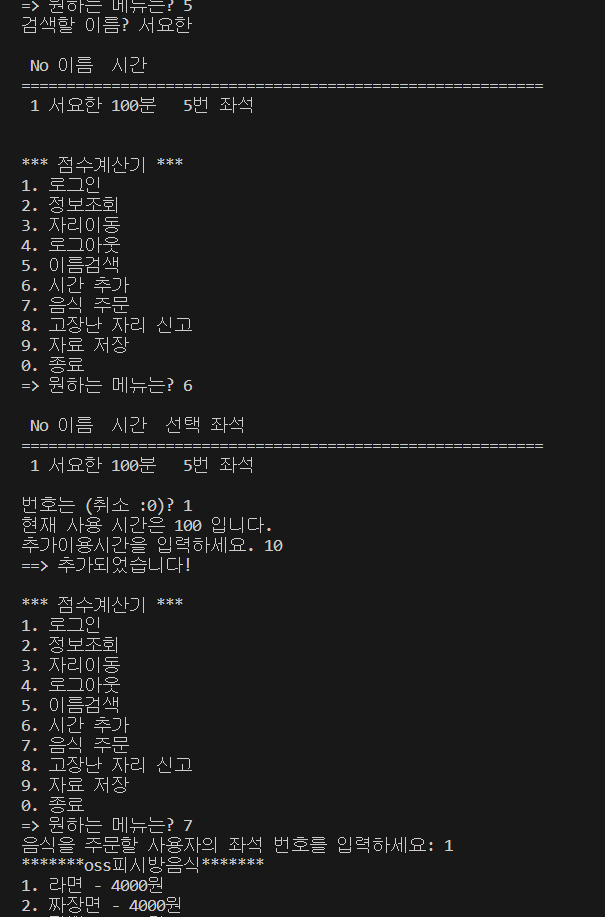 => 원하는 메뉴는? 5
검색할 이름? 서요한
No 이름 시간
==========================================================
1 서요한 100분 5번 좌석
*** 점수계산기 ***
1. 로그인
2. 정보조회
3. 자리이동
4. 로그아웃
5. 이름검색
6. 시간 추가
7. 음식 주문
8. 고장난 자리 신고
9. 자료 저장
0. 종료
=> 원하는 메뉴는? 6
No 이름 시간 선택 좌석
==========================================================
1 서요한 100분 5번 좌석
번호는 (취소 :0)? 1
현재 사용 시간은 100 입니다.
추가이용시간을 입력하세요. 10
==> 추가되었습니다!
*** 점수계산기 ***
1. 로그인
2. 정보조회
3. 자리이동
4. 로그아웃
5. 이름검색
6. 시간 추가
7. 음식 주문
8. 고장난 자리 신고
9. 자료 저장
0. 종료
=> 원하는 메뉴는? 7
음식을 주문할 사용자의 좌석 번호를 입력하세요: 1
*******oss피시방음식*******
1. 라면 - 4000원
2. 짜장면 - 4000원